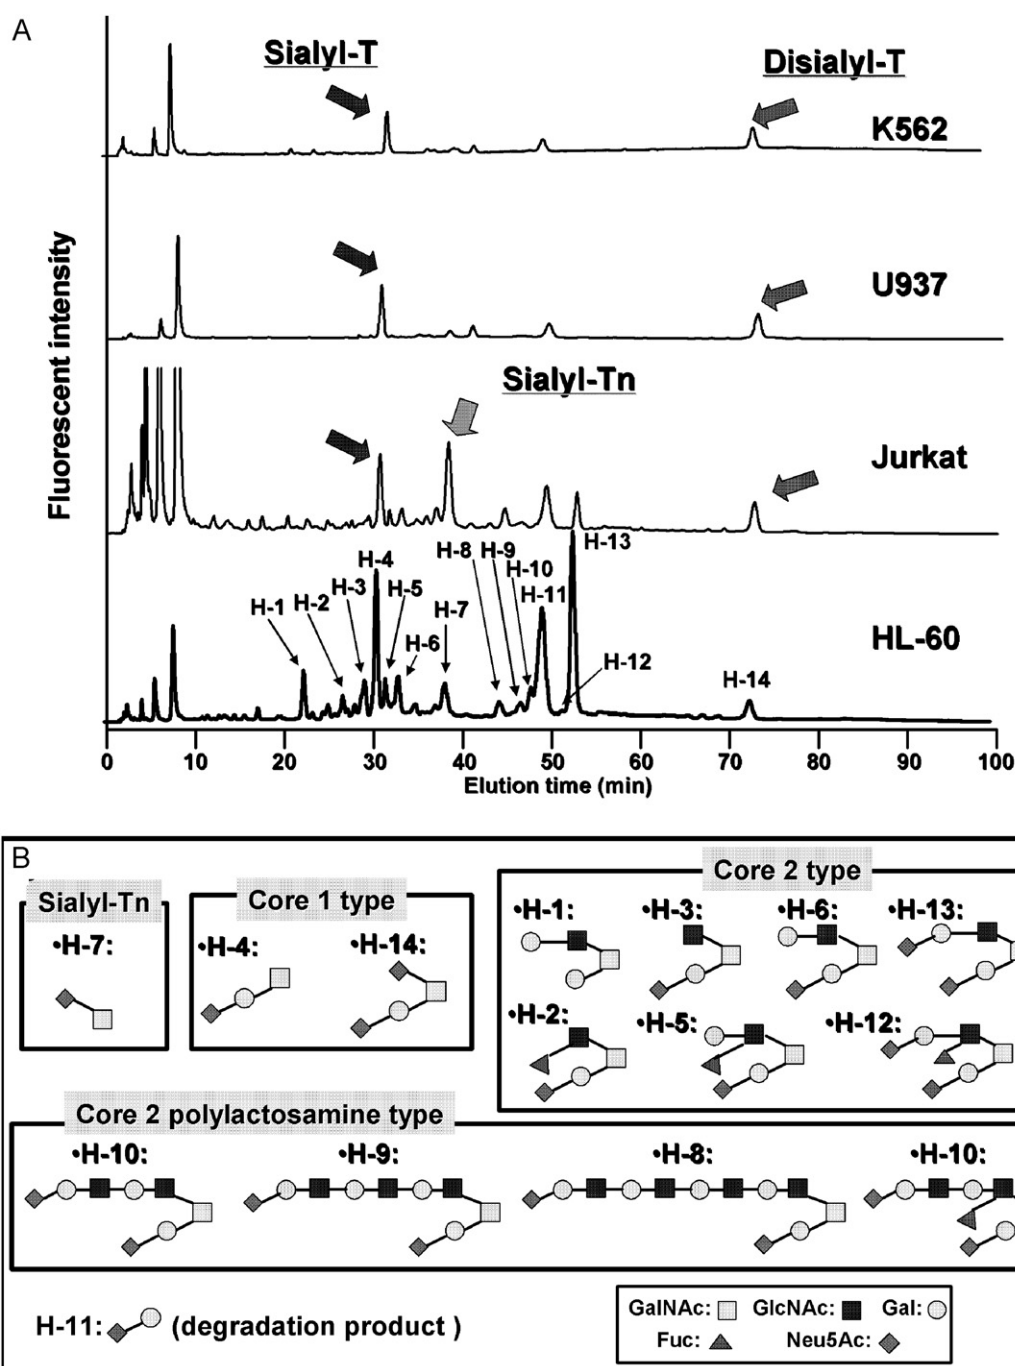 A
Sialyl-T
Disialyl-T
K562
U937
Sialyl-Tn
Jurkat
H-13
H-8
H-9
H-10
H-4
H-11
H-3
H-5
H-1
H-2
H-7
H-6
HL-60
H-12
H-14
Fluorescent intensity
0 10 20 30 40 50 60 70 80 90 100
Elution time (min)
B
Core 2 type
Sialyl-Tn
Core 1 type
•H-1: •H-3: •H-6: •H-13:
•H-7: •H-4: •H-14:
•H-2: •H-5: •H-12:
Core 2 polylactosamine type
•H-10: •H-9: •H-8: •H-10:
H-11: (degradation product )
GalNAc: GlcNAc: Gal:
Fuc: Neu5Ac: